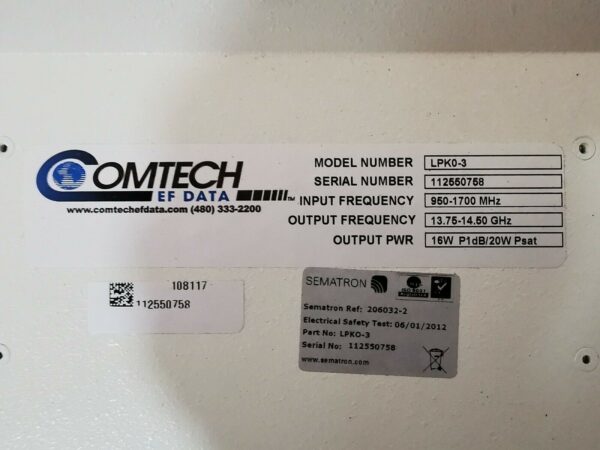 COMTECH
EF DATA
TM
www.comtechefdata.com (480) 333-2200
MODEL NUMBER LPK0-3
SERIAL NUMBER 112550758
INPUT FREQUENCY 950-1700 MHz
OUTPUT FREQUENCY 13.75-14.50 GHz
OUTPUT PWR 16W P1dB/20W Psat
108117
112550758
SEMATRON
ISO 9001
Sematron Ref: 206032-2
Electrical Safety Test: 06/01/2012
Part No: LPKO-3
Serial No: 112550758
www.sematron.com